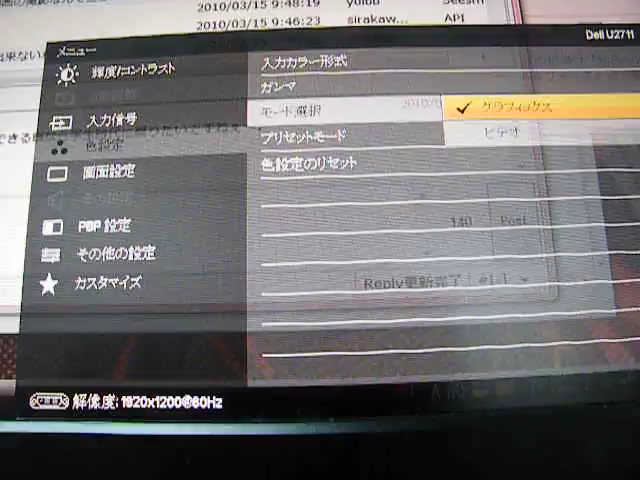 2010/03/15 9:48:19
2010/03/15 9:46:23 sirakaw... API
Dell U2711
メニュー
輝度/コントラスト
入力信号
色設定
画面設定
PBP 設定
その他の設定
カスタマイズ
入力カラー形式
ガンマ
モード選択
グラフィックス
ビデオ
プリセットモード
色設定のリセット
140 Post
Reply更新完了
解像度: 1920x1200@60Hz